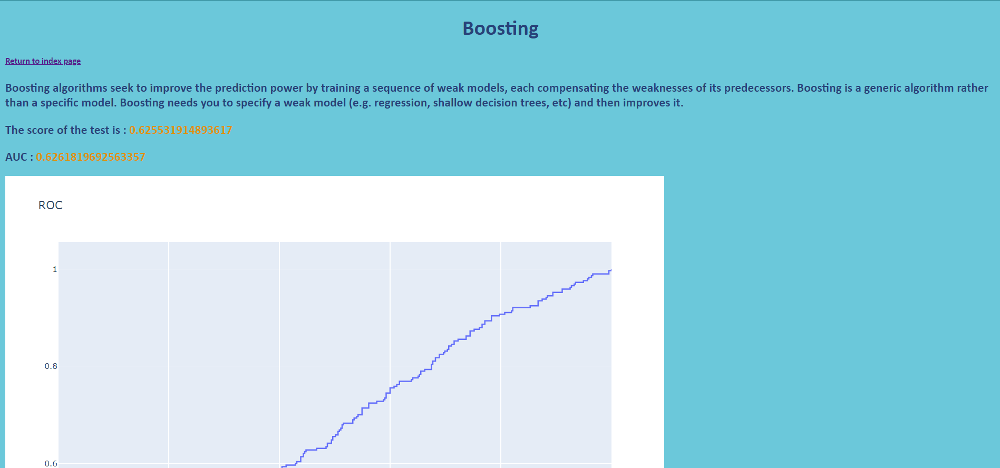 Boosting
Return to index page
Boosting algorithms seek to improve the prediction power by training a sequence of weak models, each compensating the weaknesses of its predecessors. Boosting is a generic algorithm rather
than a specific model. Boosting needs you to specify a weak model (e.g. regression, shallow decision trees, etc) and then improves it.
The score of the test is : 0.625531914893617
AUC : 0.6261819692563357
ROC
1
0.8
0.6